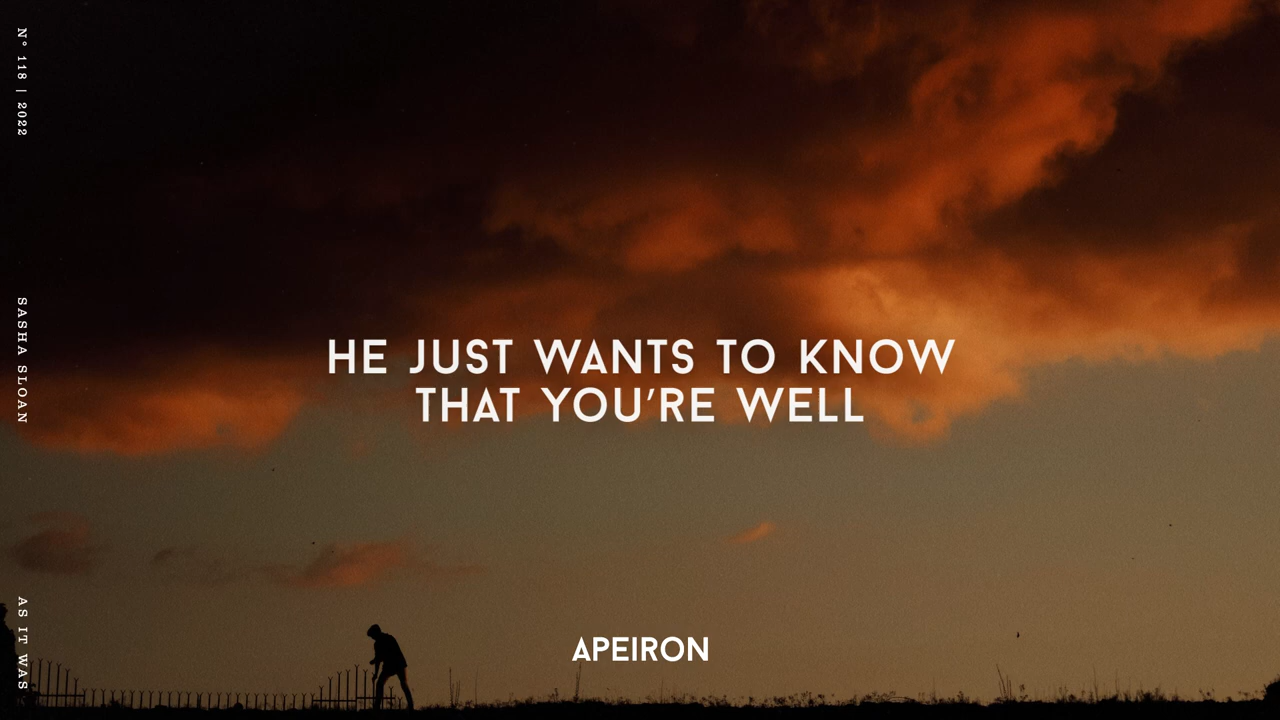 N° 118 | 2022
SASHA SLOAN
AS IT WAS
HE JUST WANTS TO KNOW
THAT YOU'RE WELL
APEIRON